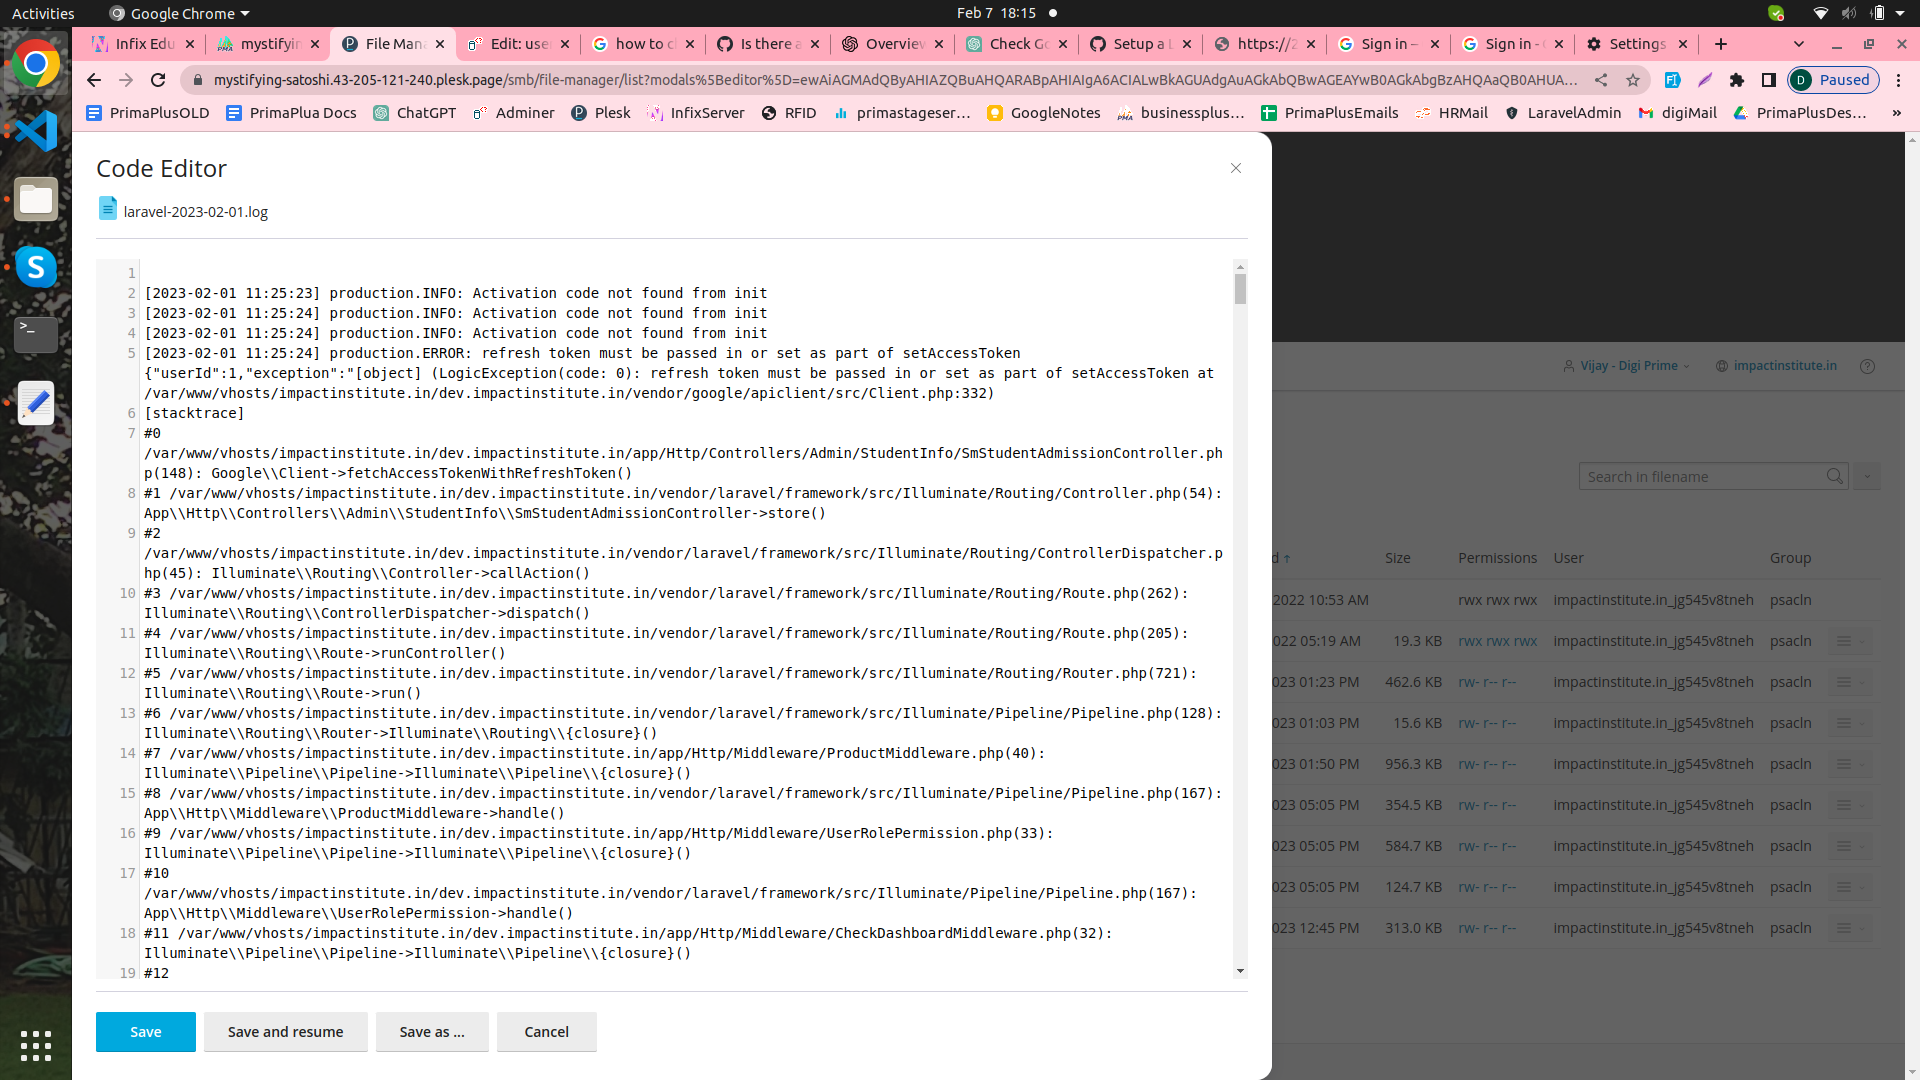 Activities
Google Chrome
Feb 7 18:15
Infix Edu
mystifyin
File Man
Edit: use
how to c
Is there a
Overview
Check G
Setup a L
https://2
Sign in –
Sign in -
Settings
mystifying-satoshi.43-205-121-240.plesk.page/smb/file-manager/list?modals%5Beditor%5D=ewAiAGMAdQByAHIAZQBuAHQARABpAHIAIgA6ACIALwBkAGUAdgAuAGkAbQBwAGEAYwB0AGkAbgBzAHQAaQB0AHUA...
Paused
PrimaPlusOLD
PrimaPlua Docs
ChatGPT
Adminer
Plesk
InfixServer
RFID
primastageser...
GoogleNotes
businessplus...
PrimaPlusEmails
HRMail
LaravelAdmin
digiMail
PrimaPlusDes...
Code Editor
laravel-2023-02-01.log
1
2 [2023-02-01 11:25:23] production.INFO: Activation code not found from init
3 [2023-02-01 11:25:24] production.INFO: Activation code not found from init
4 [2023-02-01 11:25:24] production.INFO: Activation code not found from init
5 [2023-02-01 11:25:24] production.ERROR: refresh token must be passed in or set as part of setAccessToken
{"userId":1,"exception":"[object] (LogicException(code: 0): refresh token must be passed in or set as part of setAccessToken at
/var/www/vhosts/impactinstitute.in/dev.impactinstitute.in/vendor/google/apiclient/src/Client.php:332)
6 [stacktrace]
7 #0
/var/www/vhosts/impactinstitute.in/dev.impactinstitute.in/app/Http/Controllers/Admin/StudentInfo/SmStudentAdmissionController.ph
p(148): Google\\Client->fetchAccessTokenWithRefreshToken()
8 #1 /var/www/vhosts/impactinstitute.in/dev.impactinstitute.in/vendor/laravel/framework/src/Illuminate/Routing/Controller.php(54):
App\\Http\\Controllers\\Admin\\StudentInfo\\SmStudentAdmissionController->store()
9 #2
/var/www/vhosts/impactinstitute.in/dev.impactinstitute.in/vendor/laravel/framework/src/Illuminate/Routing/ControllerDispatcher.p
hp(45): Illuminate\\Routing\\Controller->callAction()
10 #3 /var/www/vhosts/impactinstitute.in/dev.impactinstitute.in/vendor/laravel/framework/src/Illuminate/Routing/Route.php(262):
Illuminate\\Routing\\ControllerDispatcher->dispatch()
11 #4 /var/www/vhosts/impactinstitute.in/dev.impactinstitute.in/vendor/laravel/framework/src/Illuminate/Routing/Route.php(205):
Illuminate\\Routing\\Route->runController()
12 #5 /var/www/vhosts/impactinstitute.in/dev.impactinstitute.in/vendor/laravel/framework/src/Illuminate/Routing/Router.php(721):
Illuminate\\Routing\\Route->run()
13 #6 /var/www/vhosts/impactinstitute.in/dev.impactinstitute.in/vendor/laravel/framework/src/Illuminate/Pipeline/Pipeline.php(128):
Illuminate\\Routing\\Router->Illuminate\\Routing\\{closure}()
14 #7 /var/www/vhosts/impactinstitute.in/dev.impactinstitute.in/app/Http/Middleware/ProductMiddleware.php(40):
Illuminate\\Pipeline\\Pipeline->Illuminate\\Pipeline\\{closure}()
15 #8 /var/www/vhosts/impactinstitute.in/dev.impactinstitute.in/vendor/laravel/framework/src/Illuminate/Pipeline/Pipeline.php(167):
App\\Http\\Middleware\\ProductMiddleware->handle()
16 #9 /var/www/vhosts/impactinstitute.in/dev.impactinstitute.in/app/Http/Middleware/UserRolePermission.php(33):
Illuminate\\Pipeline\\Pipeline->Illuminate\\Pipeline\\{closure}()
17 #10
/var/www/vhosts/impactinstitute.in/dev.impactinstitute.in/vendor/laravel/framework/src/Illuminate/Pipeline/Pipeline.php(167):
App\\Http\\Middleware\\UserRolePermission->handle()
18 #11 /var/www/vhosts/impactinstitute.in/dev.impactinstitute.in/app/Http/Middleware/CheckDashboardMiddleware.php(32):
Illuminate\\Pipeline\\Pipeline->Illuminate\\Pipeline\\{closure}()
19 #12
Save
Save and resume
Save as ...
Cancel
Vijay - Digi Prime
impactinstitute.in
Search in filename
d ↑ Size Permissions User Group
2022 10:53 AM rwx rwx rwx impactinstitute.in_jg545v8tneh psacln
022 05:19 AM 19.3 KB rwx rwx rwx impactinstitute.in_jg545v8tneh psacln
023 01:23 PM 462.6 KB rw- r-- r-- impactinstitute.in_jg545v8tneh psacln
023 01:03 PM 15.6 KB rw- r-- r-- impactinstitute.in_jg545v8tneh psacln
023 01:50 PM 956.3 KB rw- r-- r-- impactinstitute.in_jg545v8tneh psacln
023 05:05 PM 354.5 KB rw- r-- r-- impactinstitute.in_jg545v8tneh psacln
023 05:05 PM 584.7 KB rw- r-- r-- impactinstitute.in_jg545v8tneh psacln
023 05:05 PM 124.7 KB rw- r-- r-- impactinstitute.in_jg545v8tneh psacln
023 12:45 PM 313.0 KB rw- r-- r-- impactinstitute.in_jg545v8tneh psacln